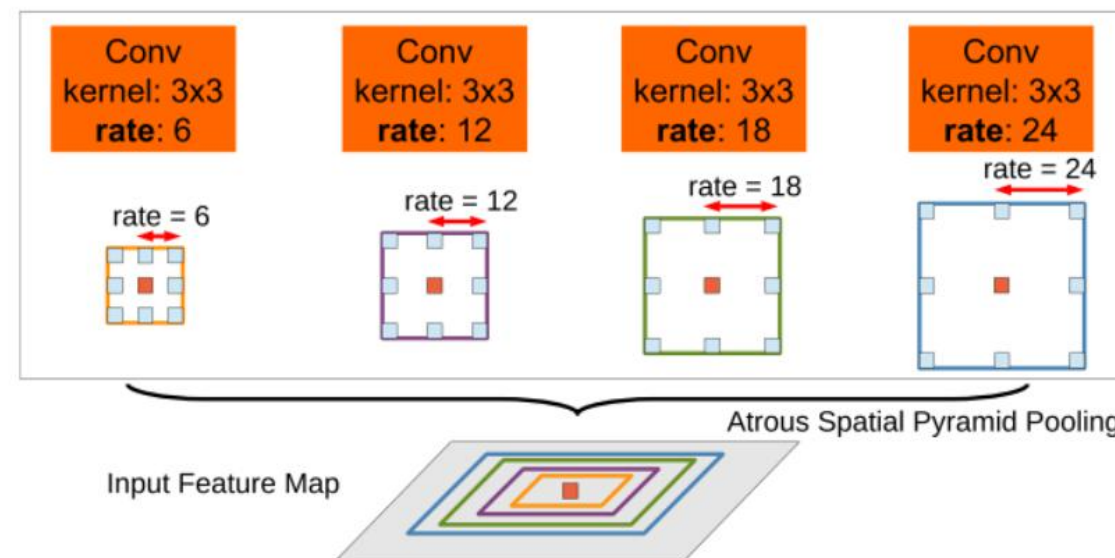 Conv
kernel: 3x3
rate: 6
Conv
kernel: 3x3
rate: 12
Conv
kernel: 3x3
rate: 18
Conv
kernel: 3x3
rate: 24
rate = 6
rate = 12
rate = 18
rate = 24
Atrous Spatial Pyramid Pooling
Input Feature Map